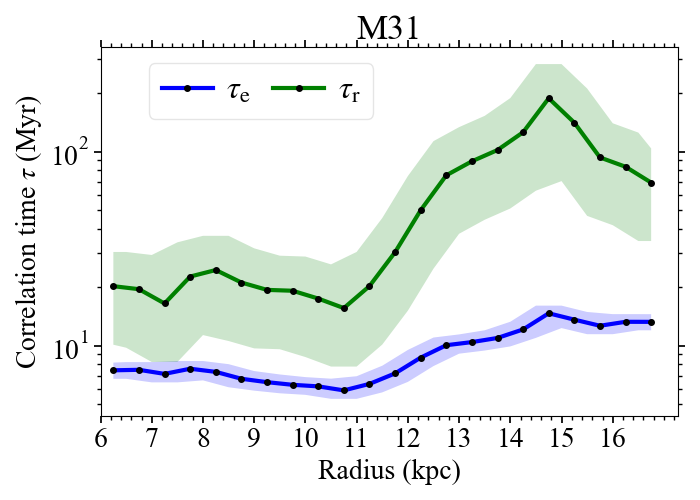 M31
τe τr
Correlation time τ (Myr)
10²
10¹
6 7 8 9 10 11 12 13 14 15 16
Radius (kpc)